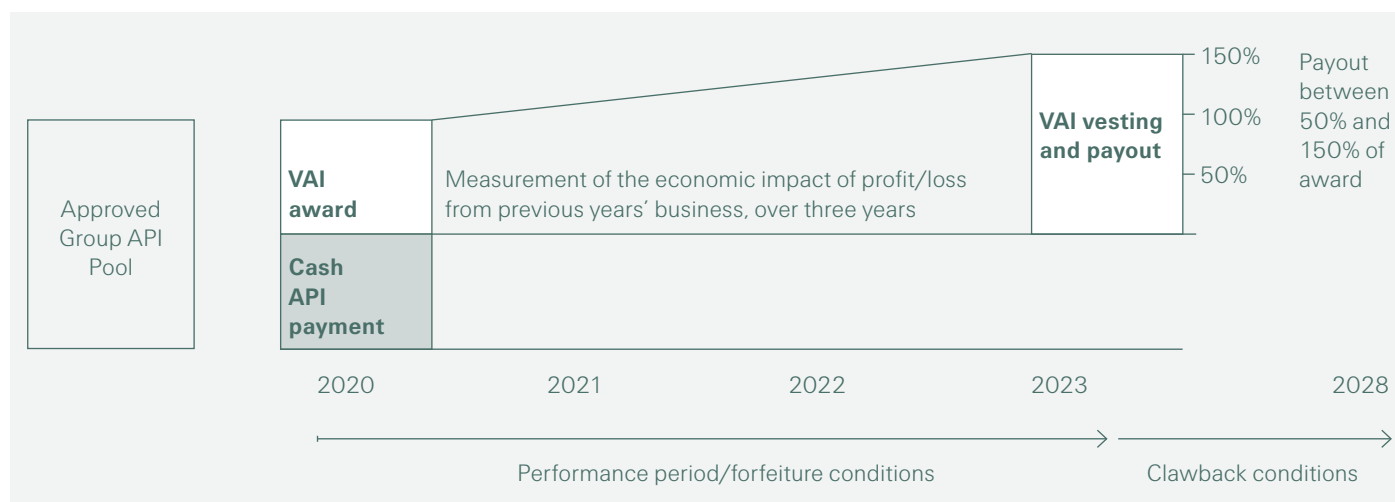 Approved
Group API
Pool
VAI
award
Cash
API
payment
Measurement of the economic impact of profit/loss
from previous years’ business, over three years
VAI vesting
and payout
150%
100%
50%
Payout
between
50% and
150% of
award
2020
2021
2022
2023
2028
Performance period/forfeiture conditions
Clawback conditions